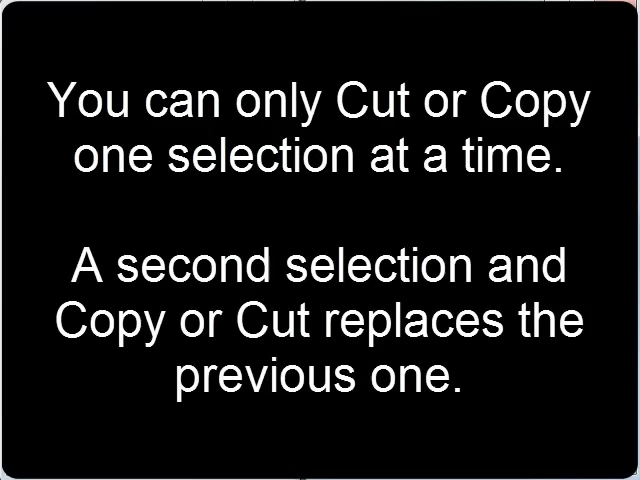 You can only Cut or Copy
one selection at a time.
A second selection and
Copy or Cut replaces the
previous one.